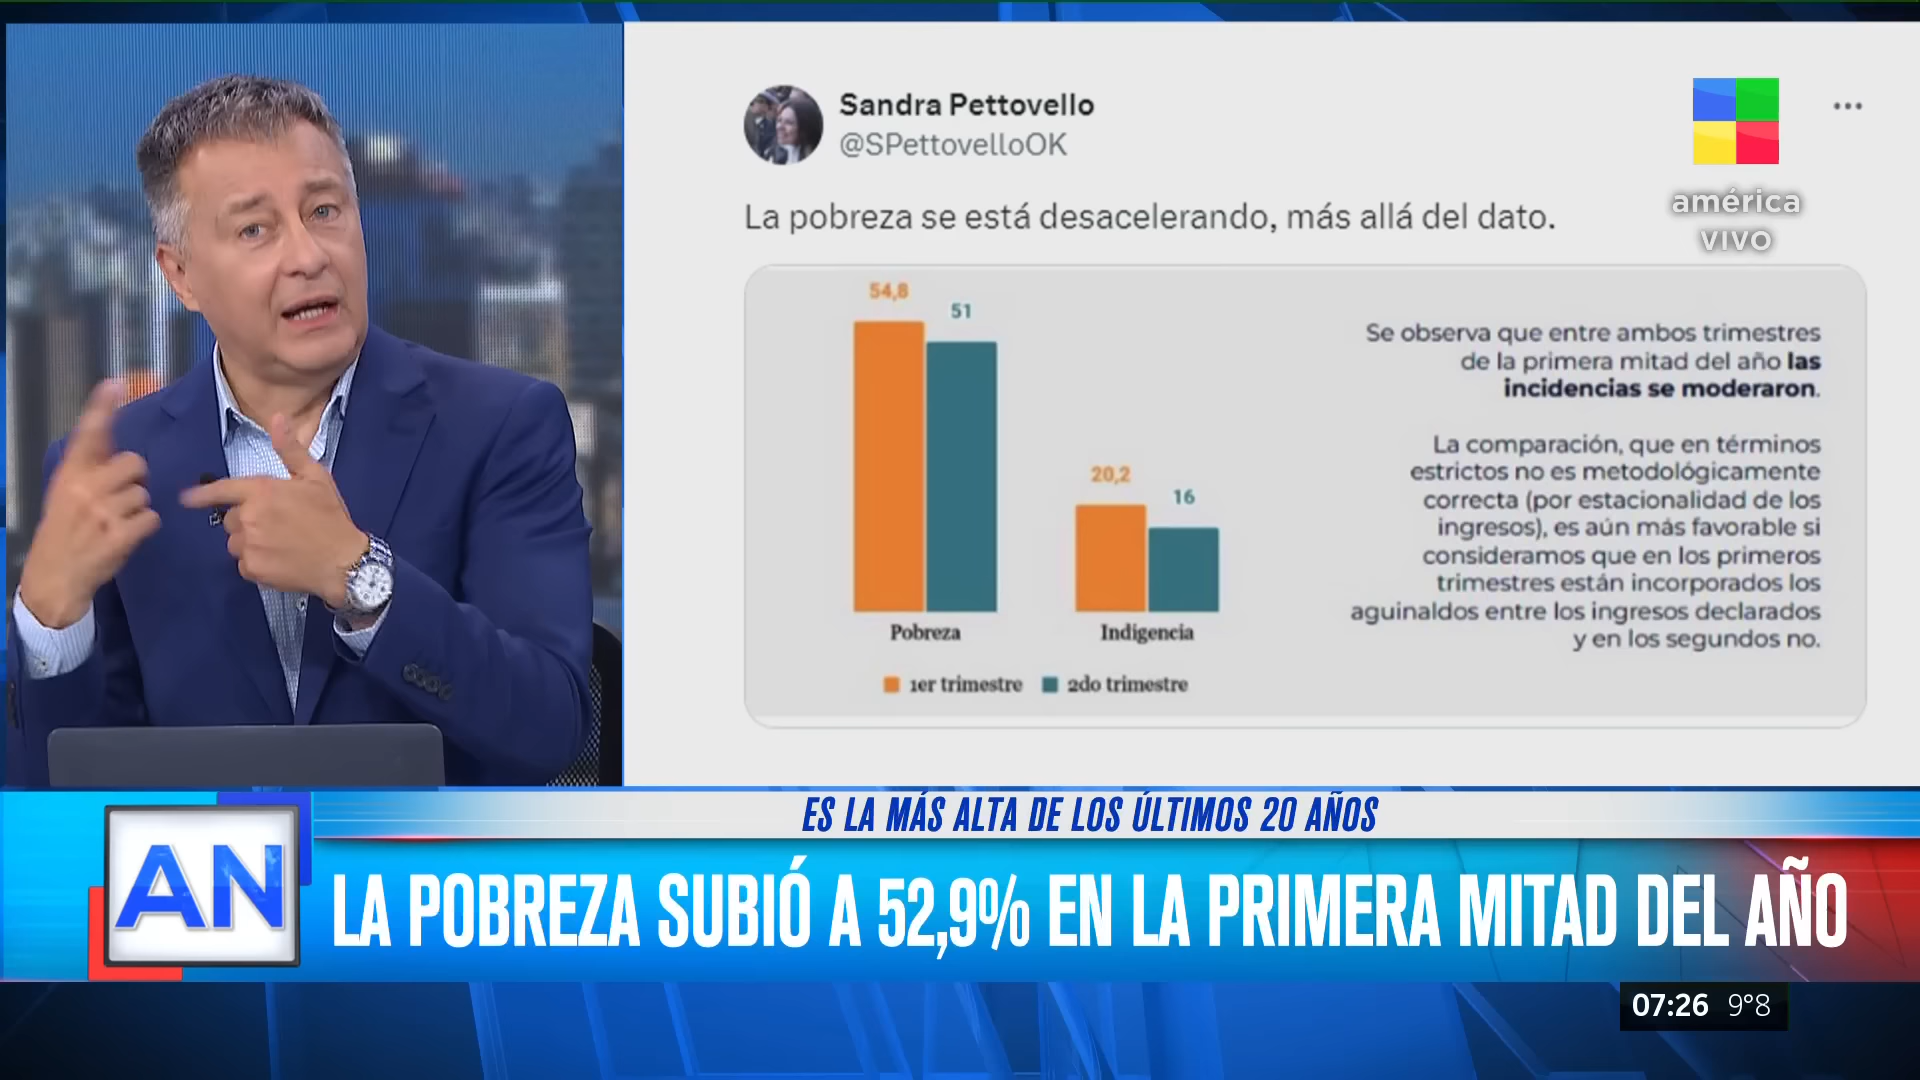 Sandra Pettovello
@SPettovelloOK
américa
VIVO
La pobreza se está desacelerando, más allá del dato.
54,8
51
20,2
16
Pobreza
Indigencia
1er trimestre
2do trimestre
Se observa que entre ambos trimestres
de la primera mitad del año las
incidencias se moderaron.
La comparación, que en términos
estrictos no es metodológicamente
correcta (por estacionalidad de los
ingresos), es aún más favorable si
consideramos que en los primeros
trimestres están incorporados los
aguinaldos entre los ingresos declarados
y en los segundos no.
ES LA MÁS ALTA DE LOS ÚLTIMOS 20 AÑOS
AN
LA POBREZA SUBIÓ A 52,9% EN LA PRIMERA MITAD DEL AÑO
07:26 9°8